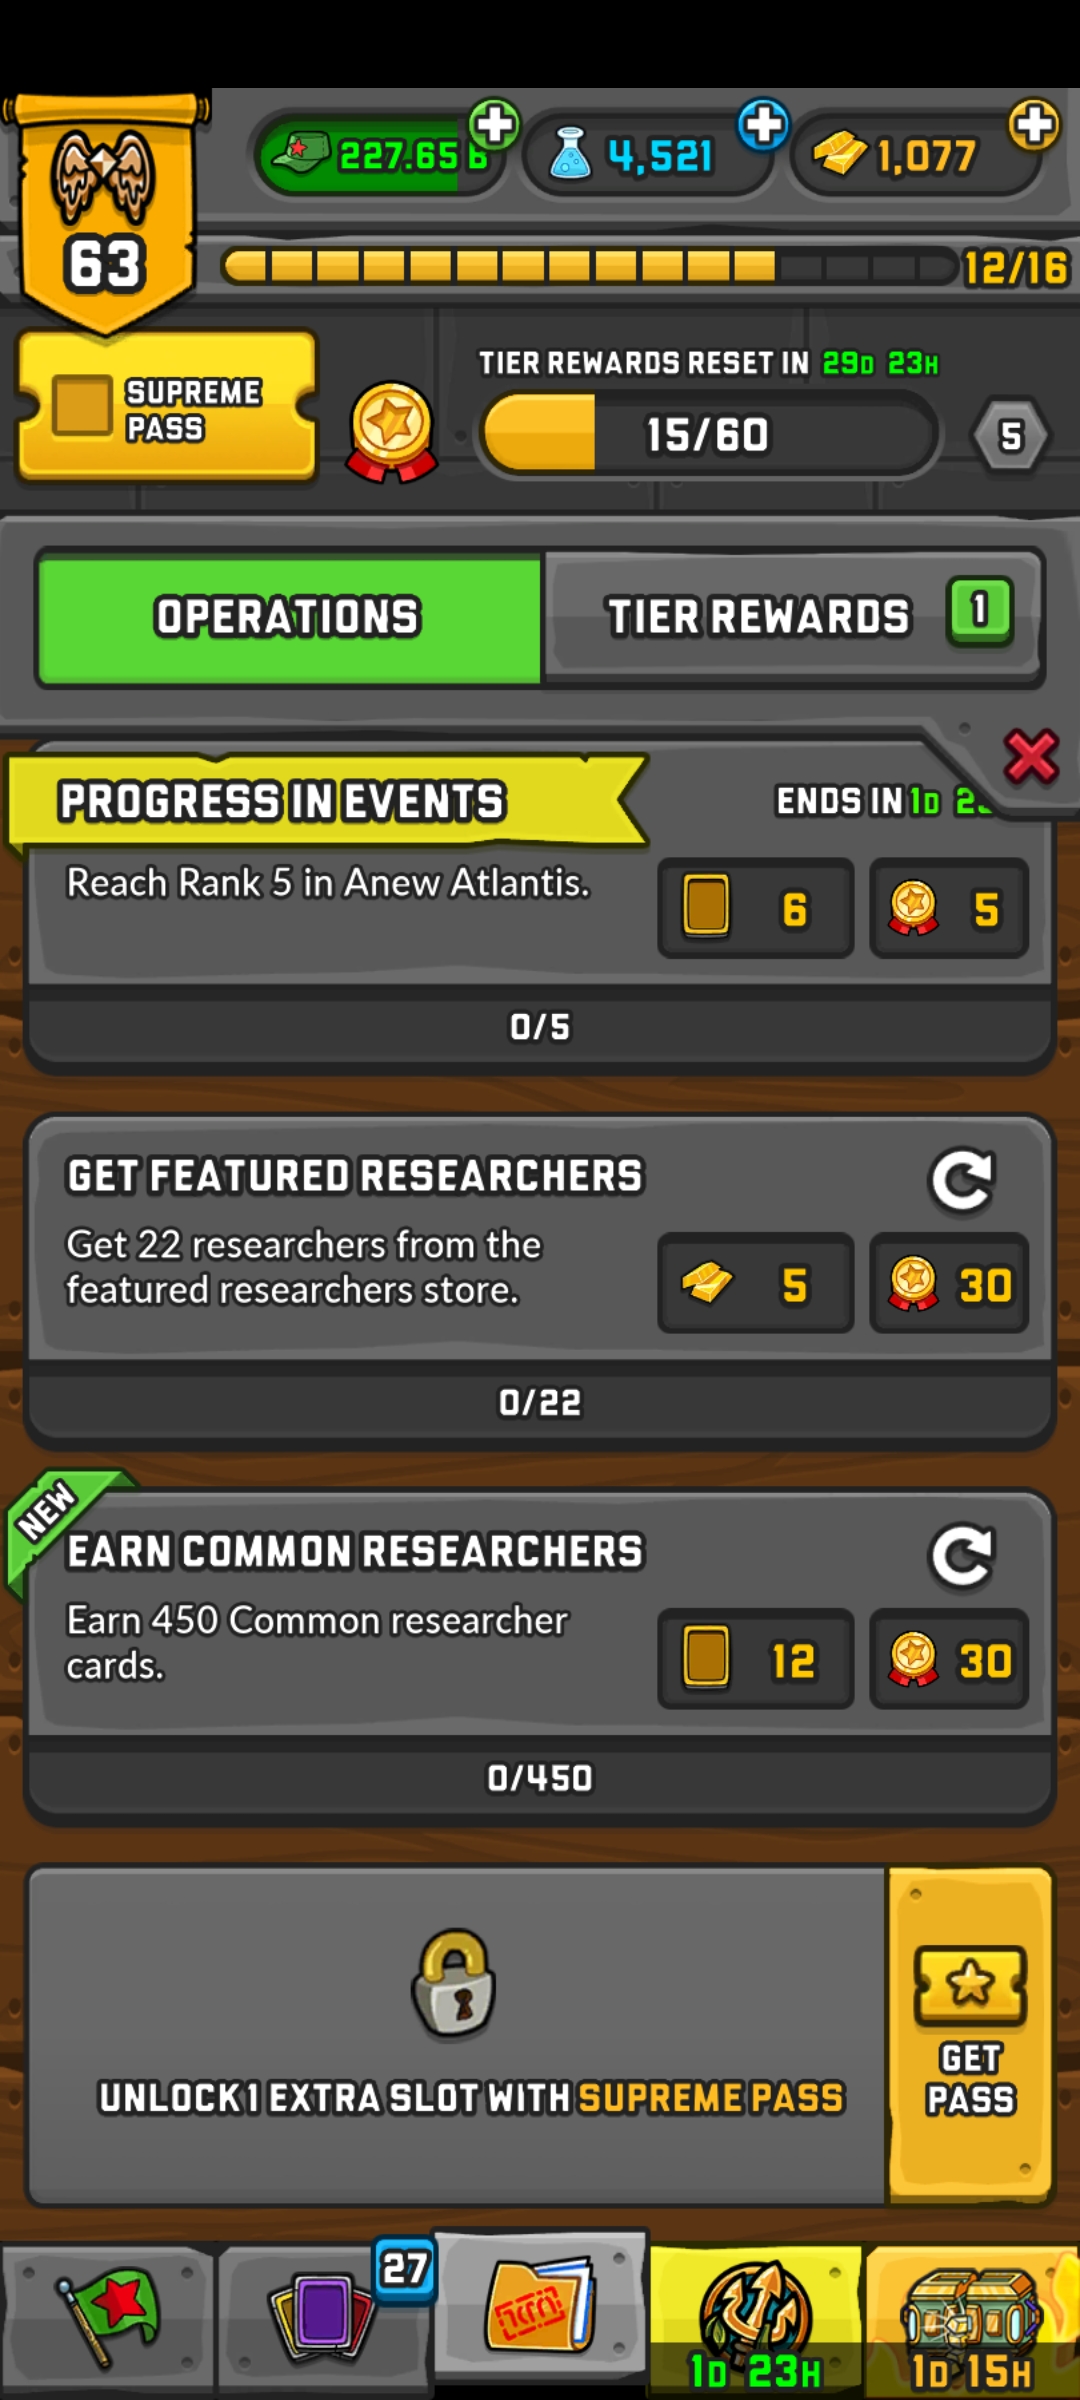 227.65 B
4,521
1,077
63
12/16
SUPREME
PASS
TIER REWARDS RESET IN 29D 23H
15/60
5
OPERATIONS
TIER REWARDS
1
PROGRESS IN EVENTS
ENDS IN 1D
Reach Rank 5 in Anew Atlantis.
6
5
0/5
GET FEATURED RESEARCHERS
Get 22 researchers from the
featured researchers store.
5
30
0/22
NEW
EARN COMMON RESEARCHERS
Earn 450 Common researcher
cards.
12
30
0/450
UNLOCK 1 EXTRA SLOT WITH SUPREME PASS
GET
PASS
27
1D 23H
1D 15H